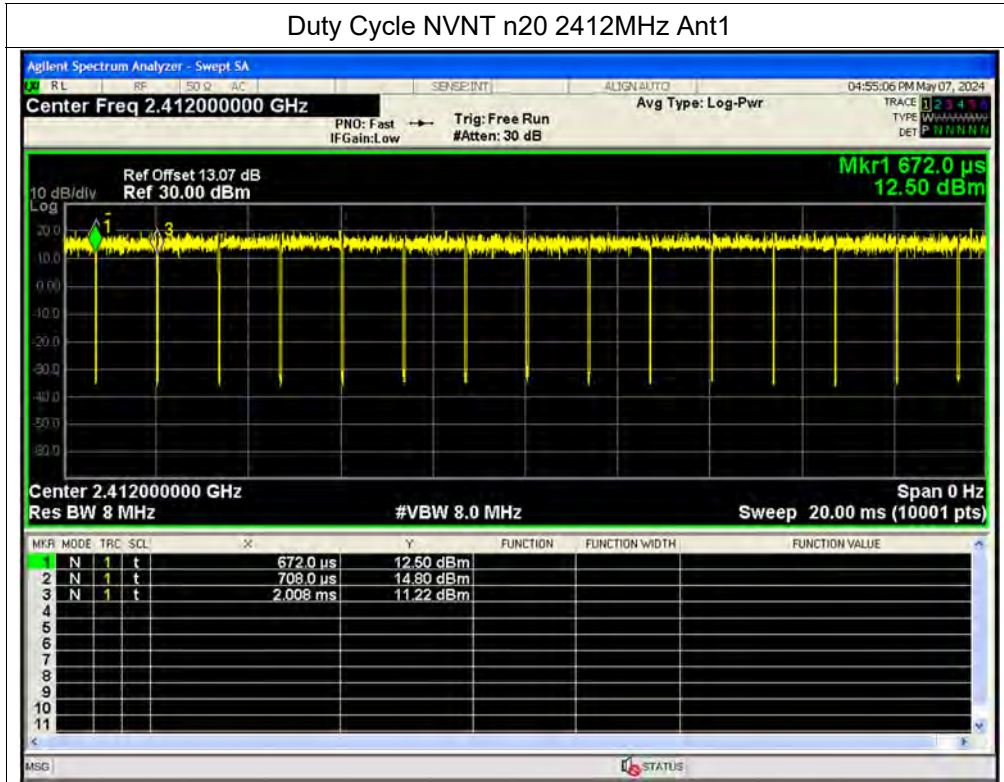 Duty Cycle NVNT n20 2412MHz Ant1
Agilent Spectrum Analyzer - Swept SA
LXI RL RF 50 Ω AC SENSE:INT ALIGN AUTO 04:55:06 PM May 07, 2024
Center Freq 2.412000000 GHz Avg Type: Log-Pwr TRACE 1 2 3 4 5 6
PNO: Fast Trig: Free Run TYPE W
IFGain:Low #Atten: 30 dB DET P N N N N N
Mkr1 672.0 µs
Ref Offset 13.07 dB
10 dB/div Ref 30.00 dBm 12.50 dBm
Log
20.0
10.0
0.00
-10.0
-20.0
-30.0
-40.0
-50.0
-60.0
1
3
Center 2.412000000 GHz Span 0 Hz
Res BW 8 MHz #VBW 8.0 MHz Sweep 20.00 ms (10001 pts)
MKR MODE TRC SCL X Y FUNCTION FUNCTION WIDTH FUNCTION VALUE
1 N 1 t 672.0 µs 12.50 dBm
2 N 1 t 708.0 µs 14.80 dBm
3 N 1 t 2.008 ms 11.22 dBm
4
5
6
7
8
9
10
11
MSG STATUS